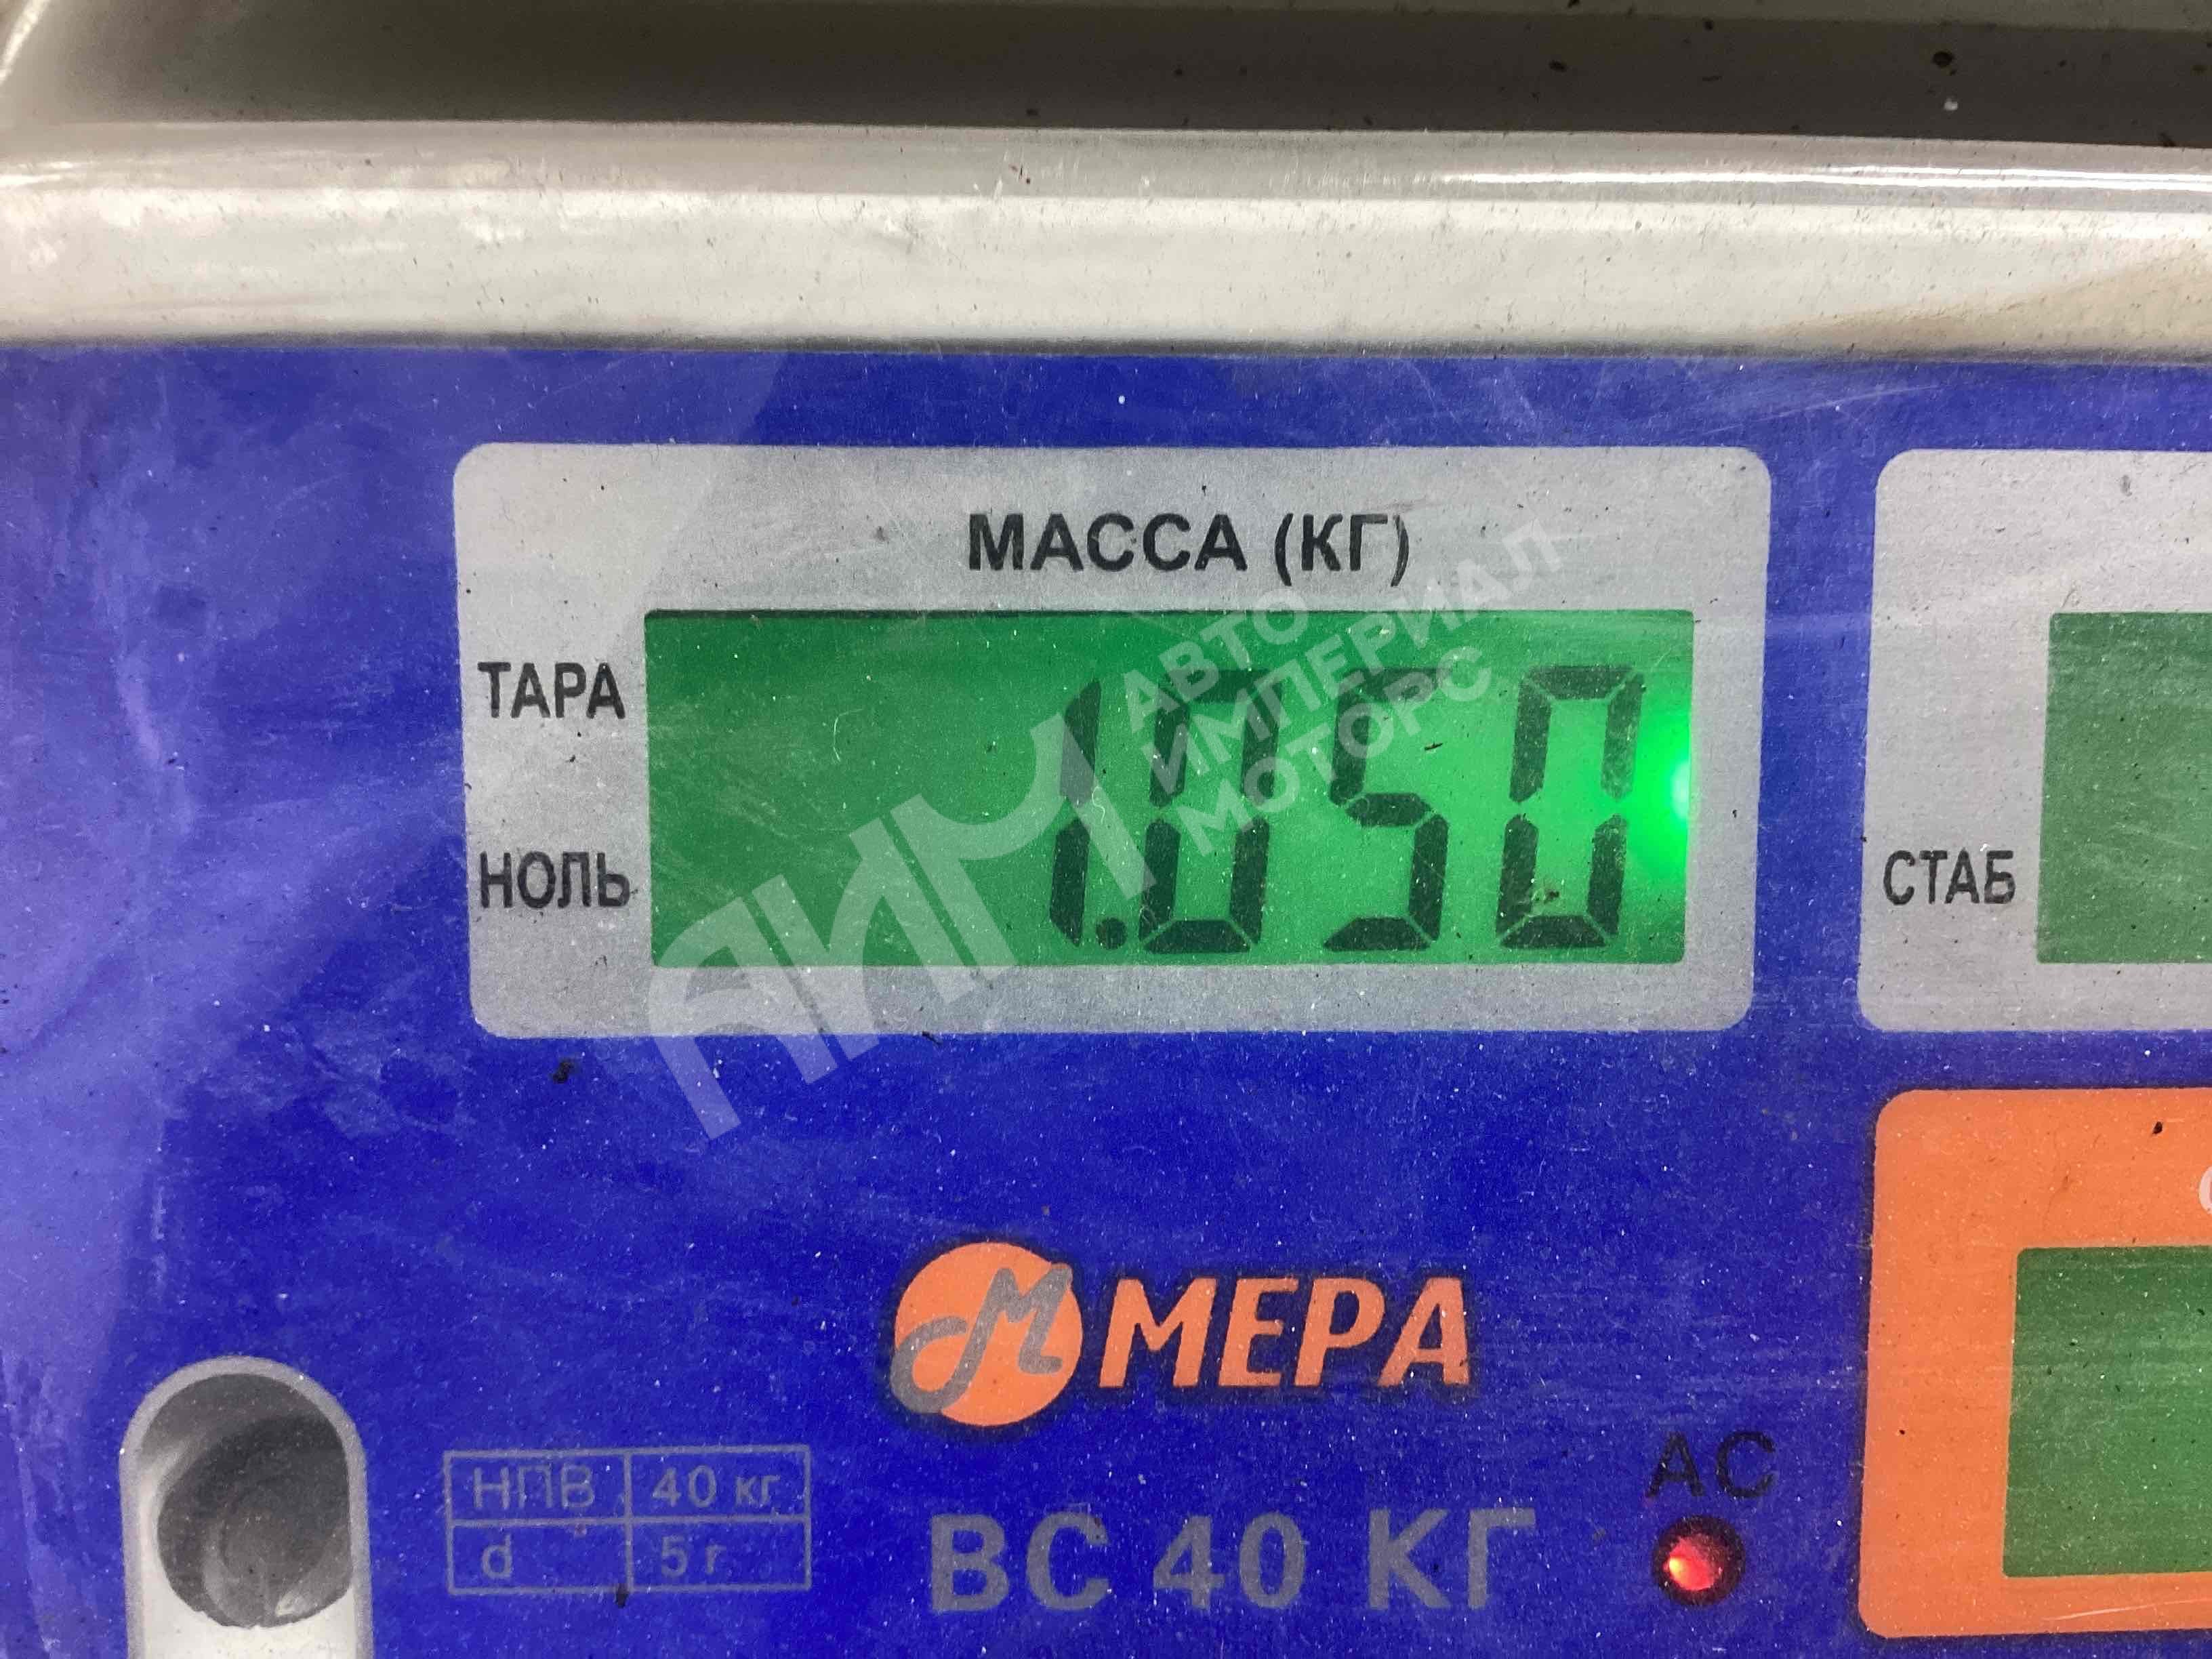 МАССА (КГ)
ТАРА
1.050
НОЛЬ
СТАБ
АИМ
АВТО
ИМПЕРИАЛ
МОТОРС
М МЕРА
НПВ 40 кг
d 5 г
ВС 40 КГ
АС